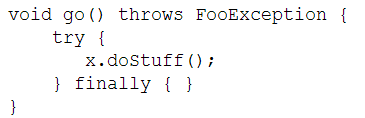 void go() throws FooException {
    try {
       x.doStuff();
    } finally { }
}